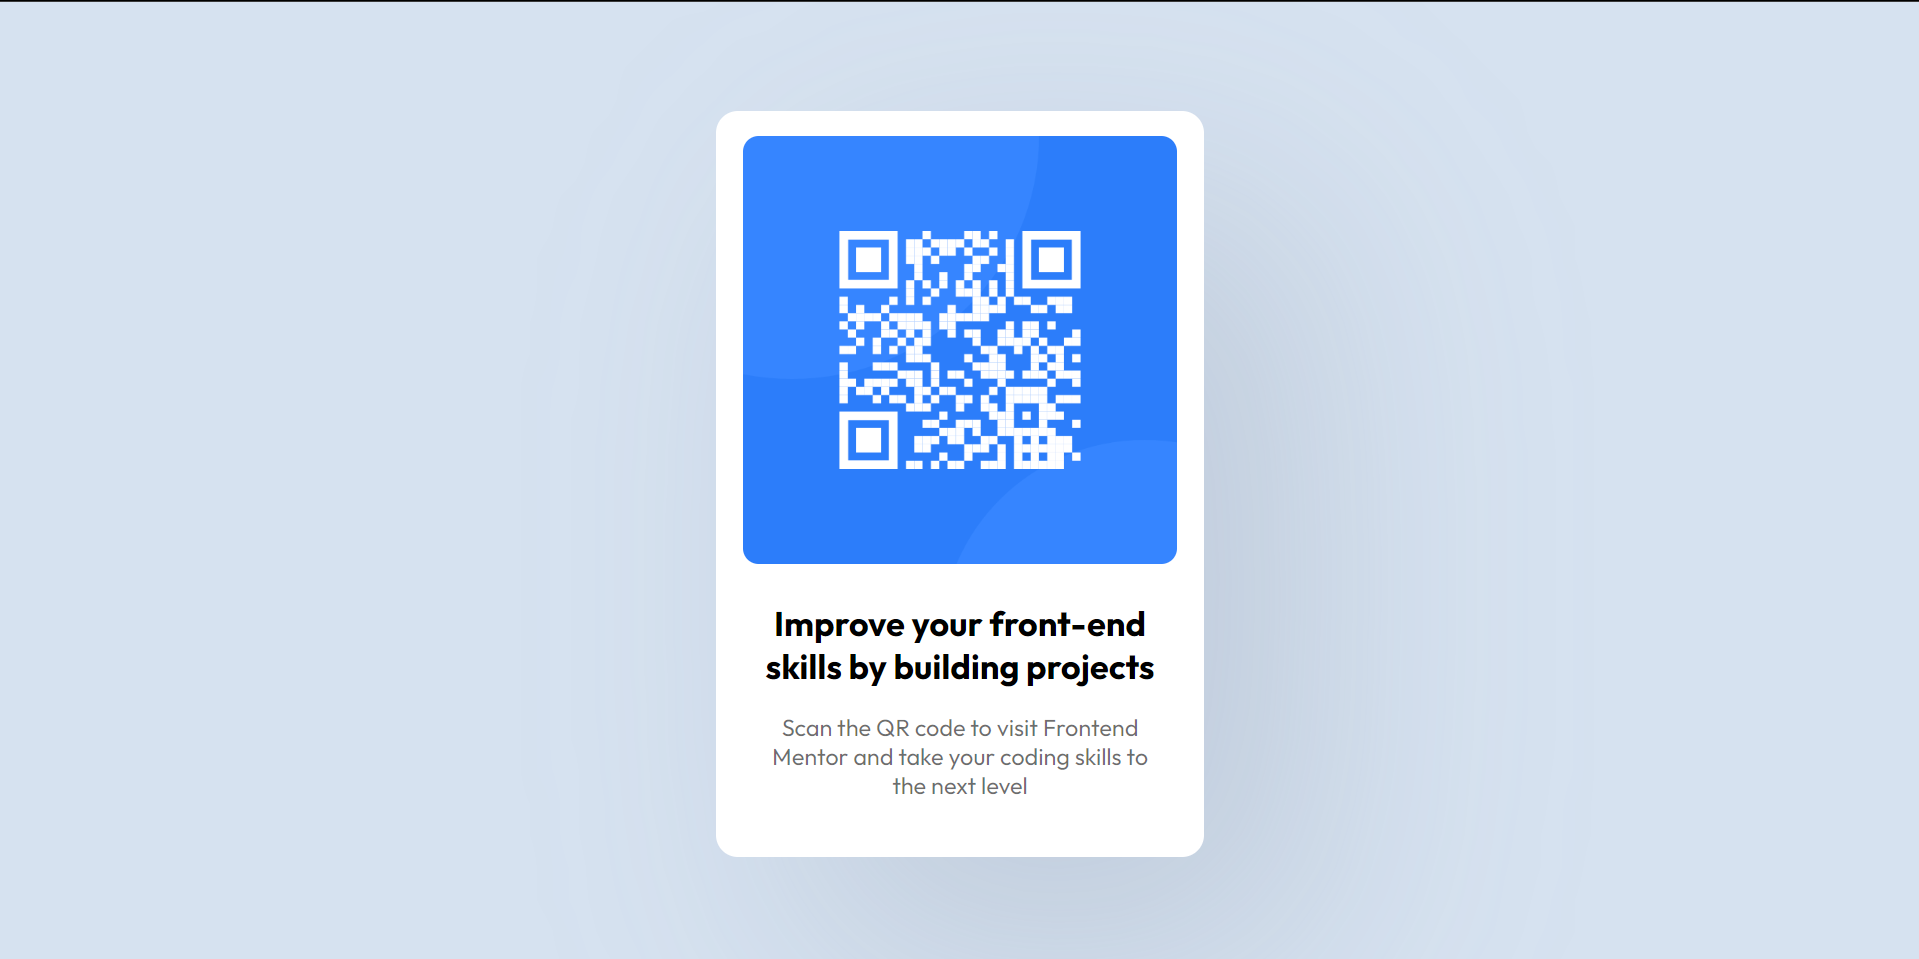 Improve your front-end
skills by building projects
Scan the QR code to visit Frontend
Mentor and take your coding skills to
the next level